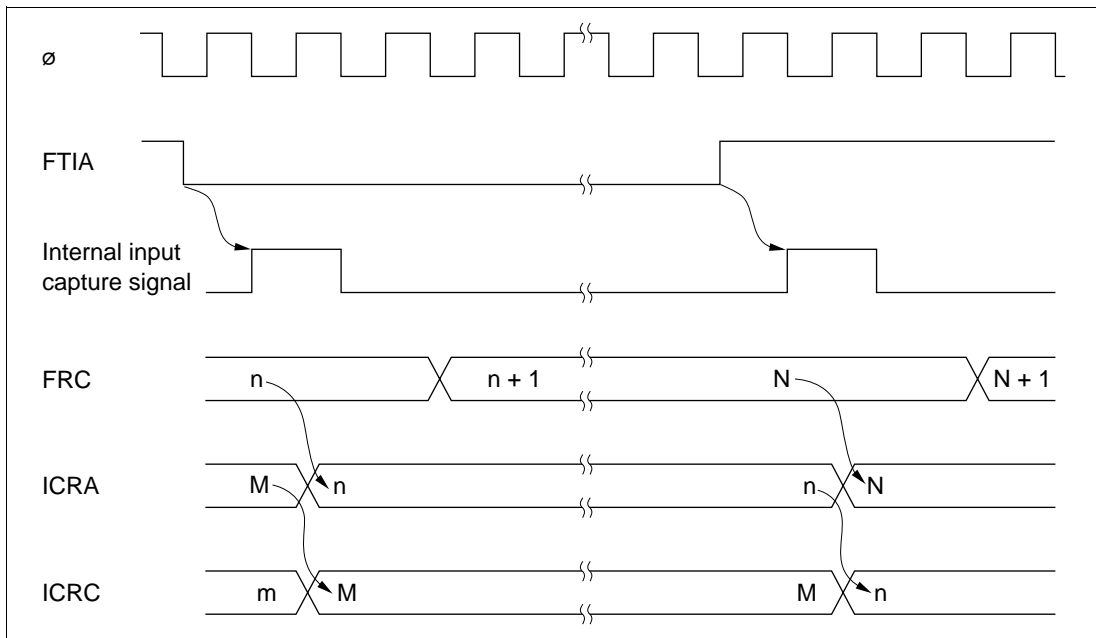 ø
FTIA
Internal input
capture signal
FRC n n + 1 N N + 1
ICRA M n n N
ICRC m M M n